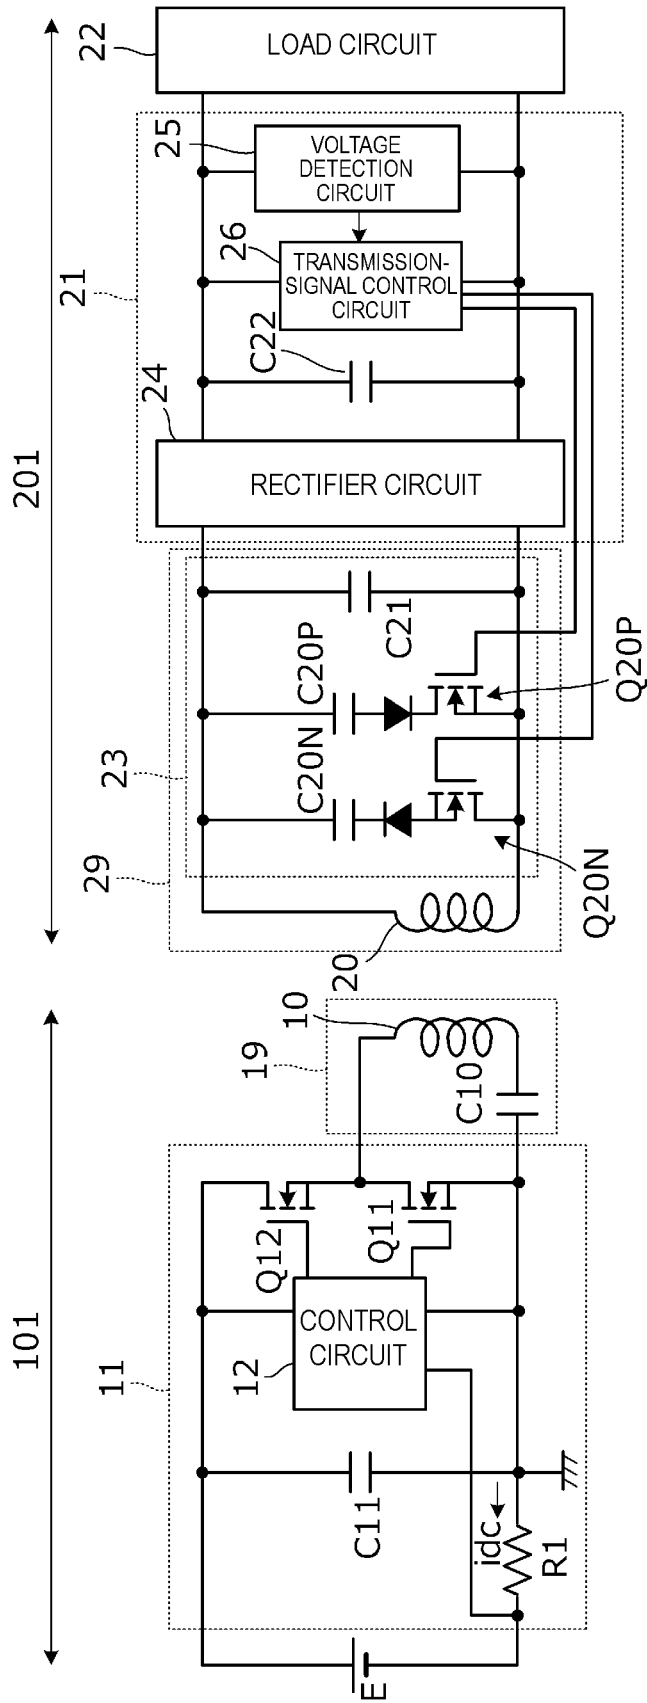 22
LOAD CIRCUIT
25
VOLTAGE
DETECTION
CIRCUIT
26
TRANSMISSION-
SIGNAL CONTROL
CIRCUIT
21
C22
24
RECTIFIER CIRCUIT
201
C21
C20P
Q20P
C20N
23
Q20N
29
20
10
19
C10
Q12
Q11
CONTROL
CIRCUIT
12
101
11
C11
idc
R1
E